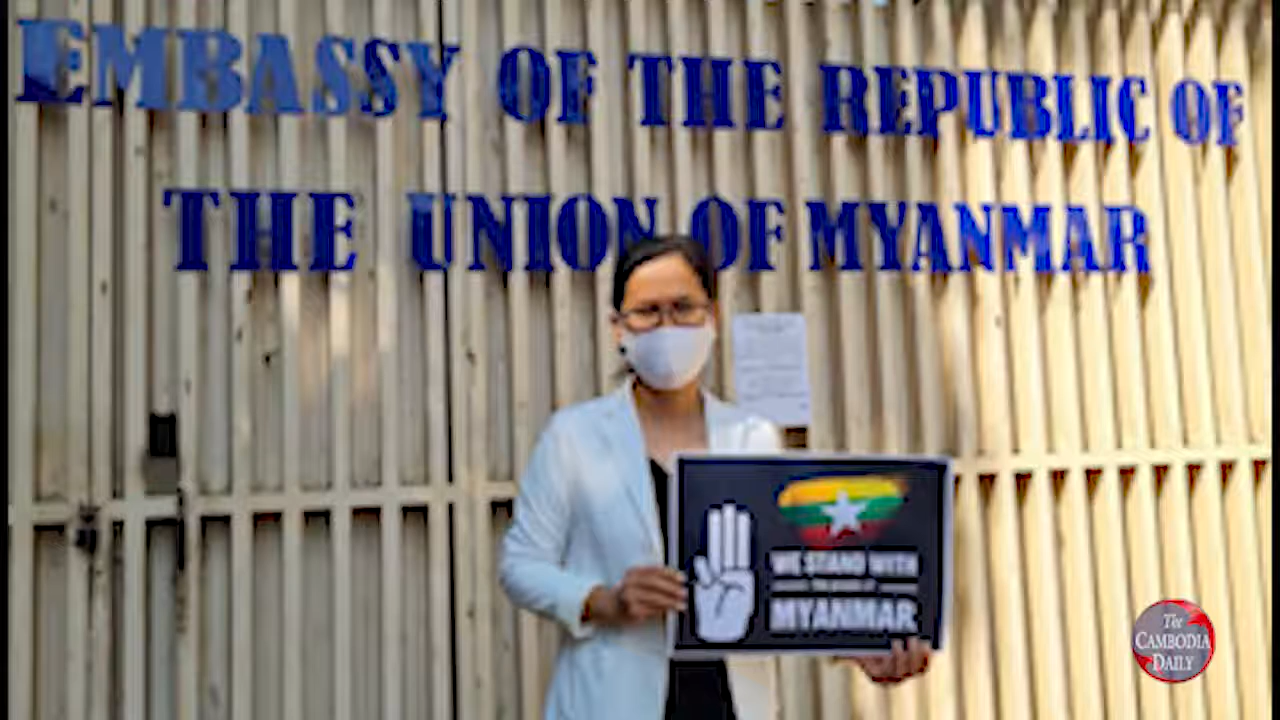 EMBASSY OF THE REPUBLIC OF
THE UNION OF MYANMAR
WE STAND WITH
MYANMAR
The
CAMBODIA
DAILY